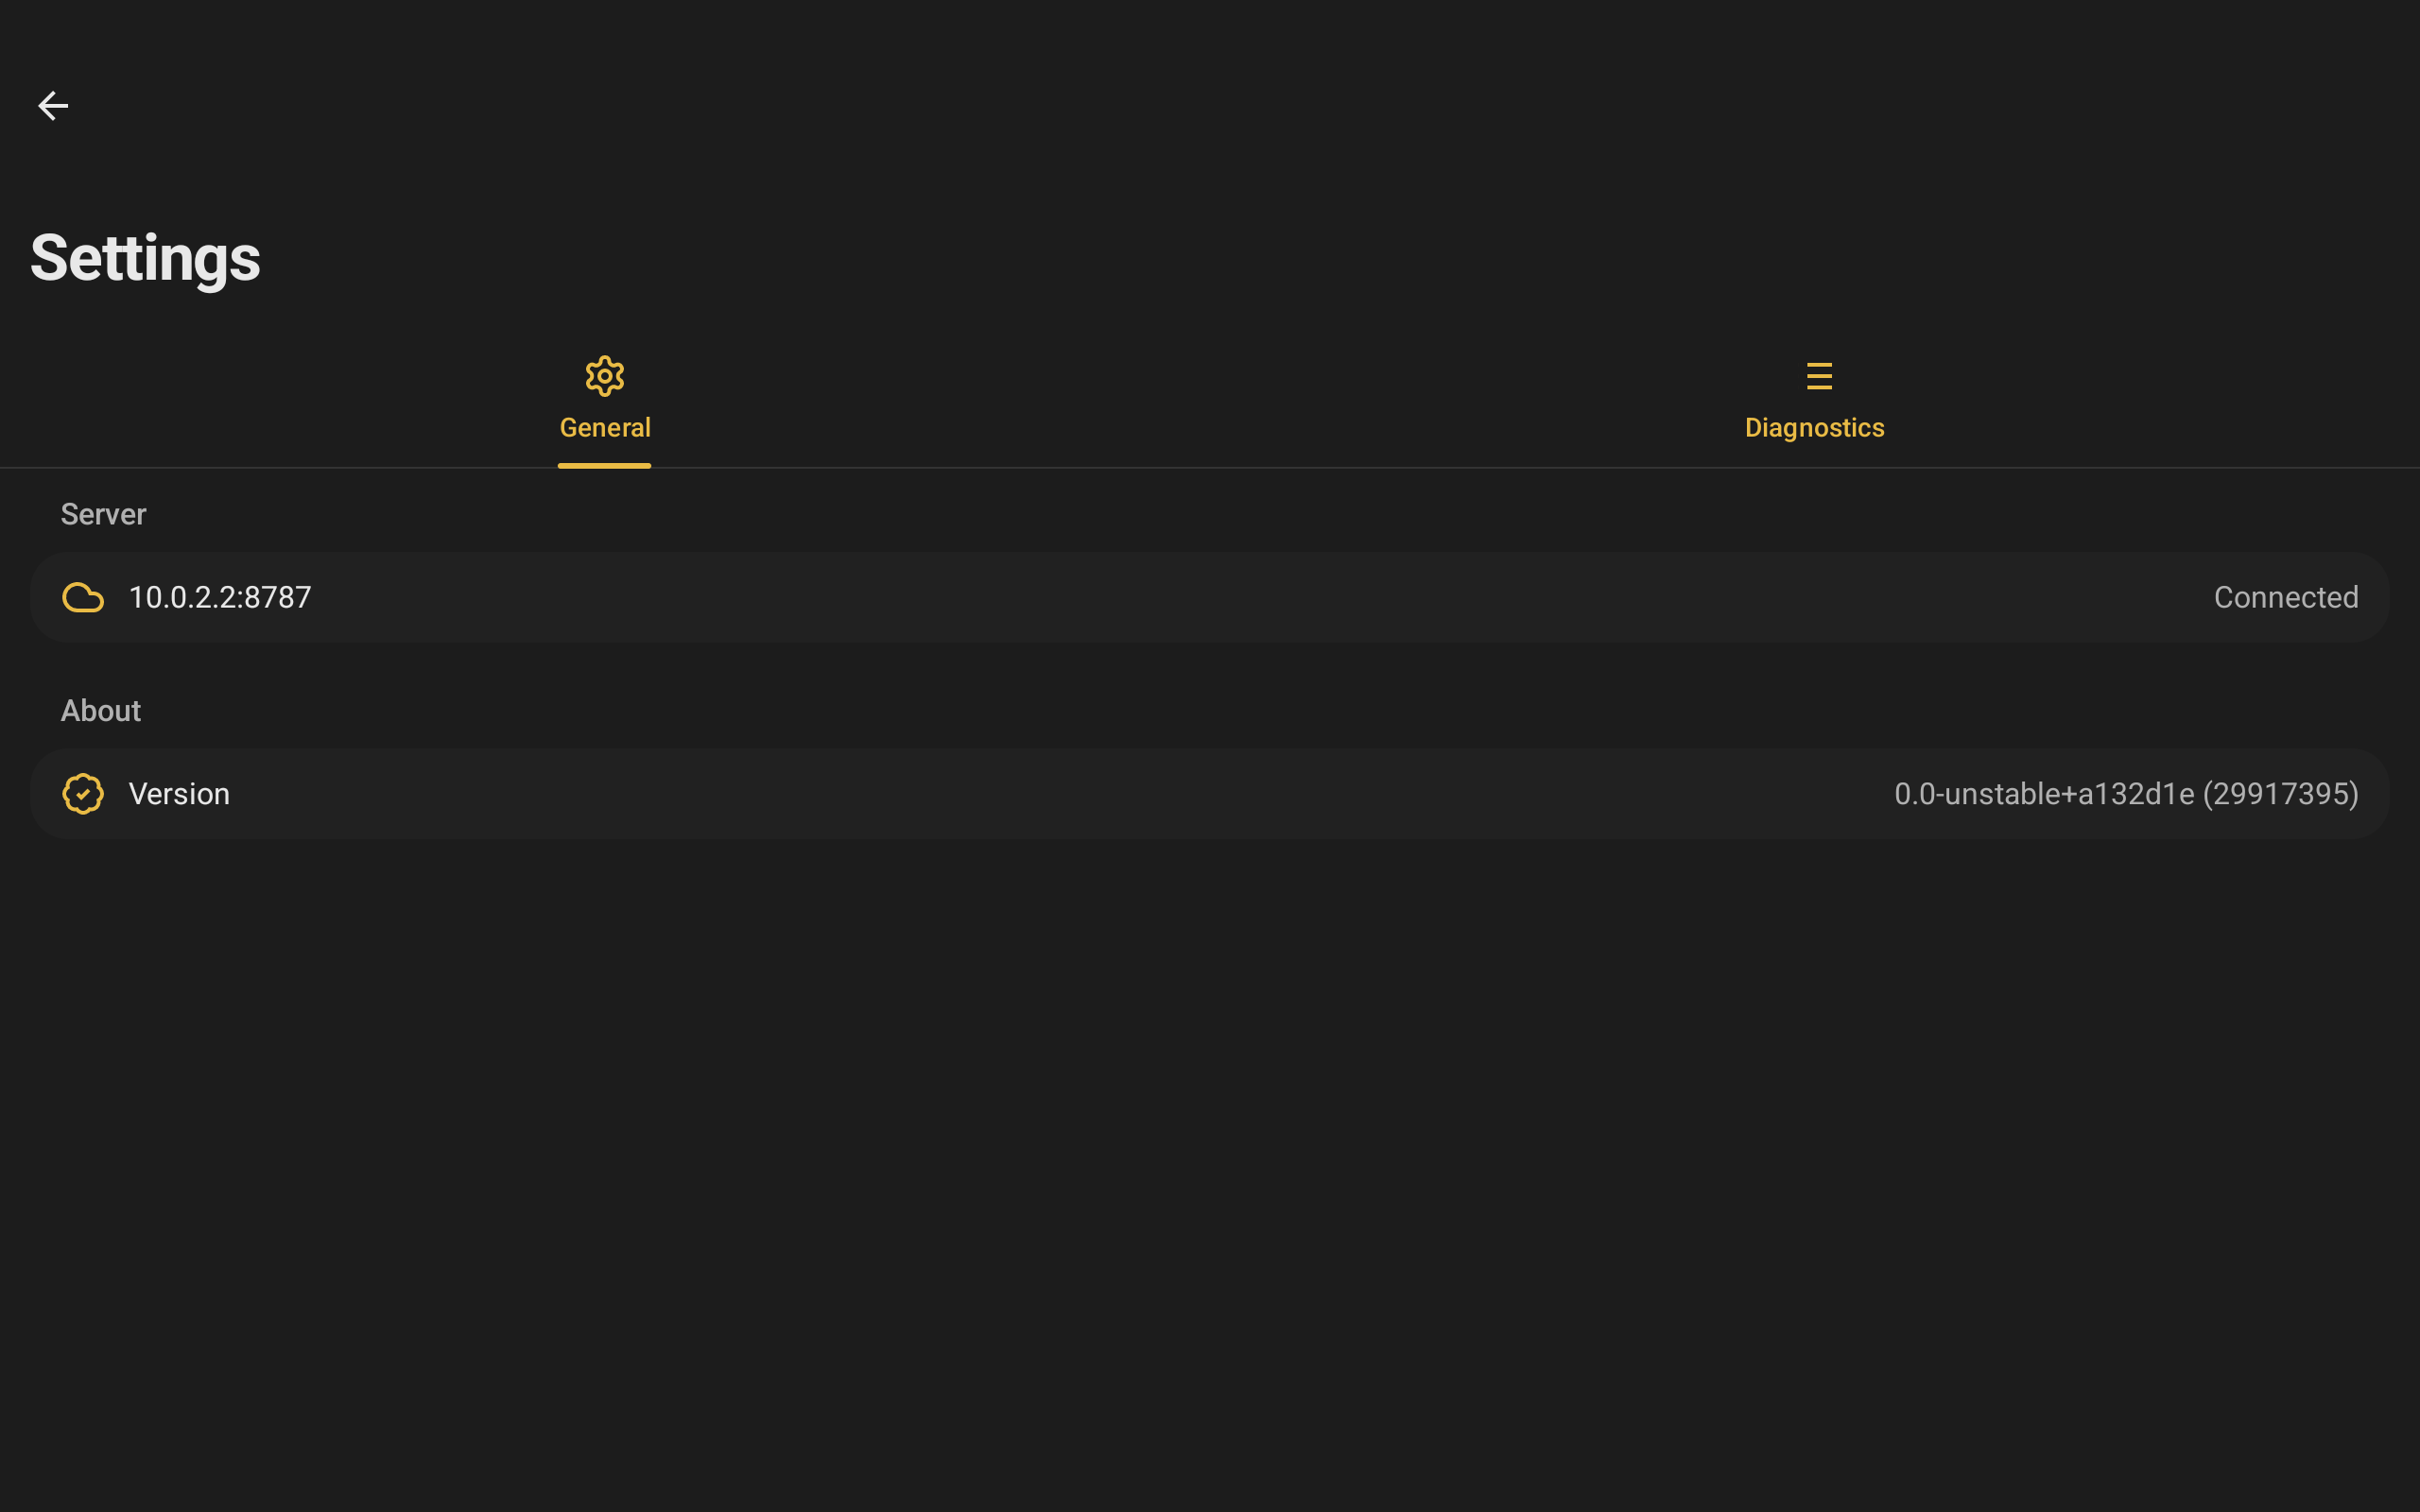 Settings
General
Diagnostics
Server
10.0.2.2:8787
Connected
About
Version
0.0-unstable+a132d1e (29917395)